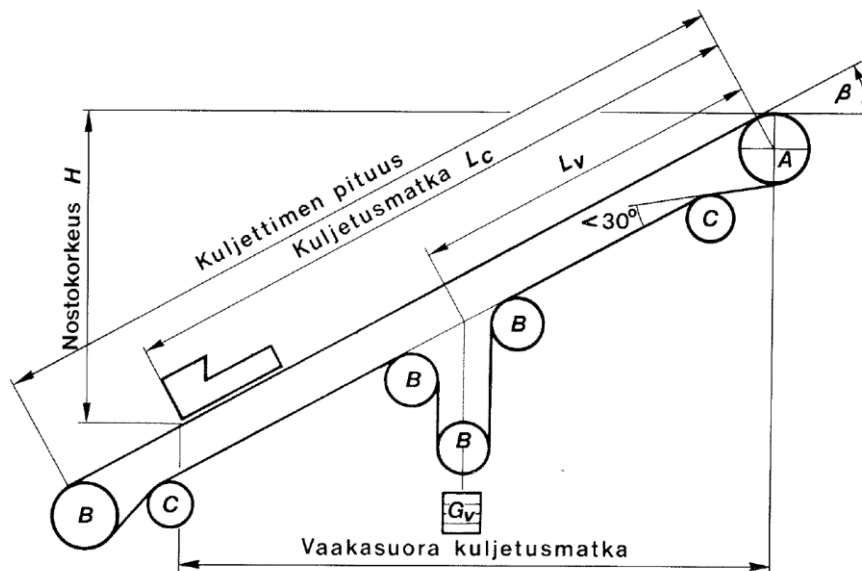 β
A
Kuljettimen pituus
Kuljetusmatka Lc
Lv
Nostokorkeus H
<30°
C
B
B
B
B
C
Gv
Vaakasuora kuljetusmatka